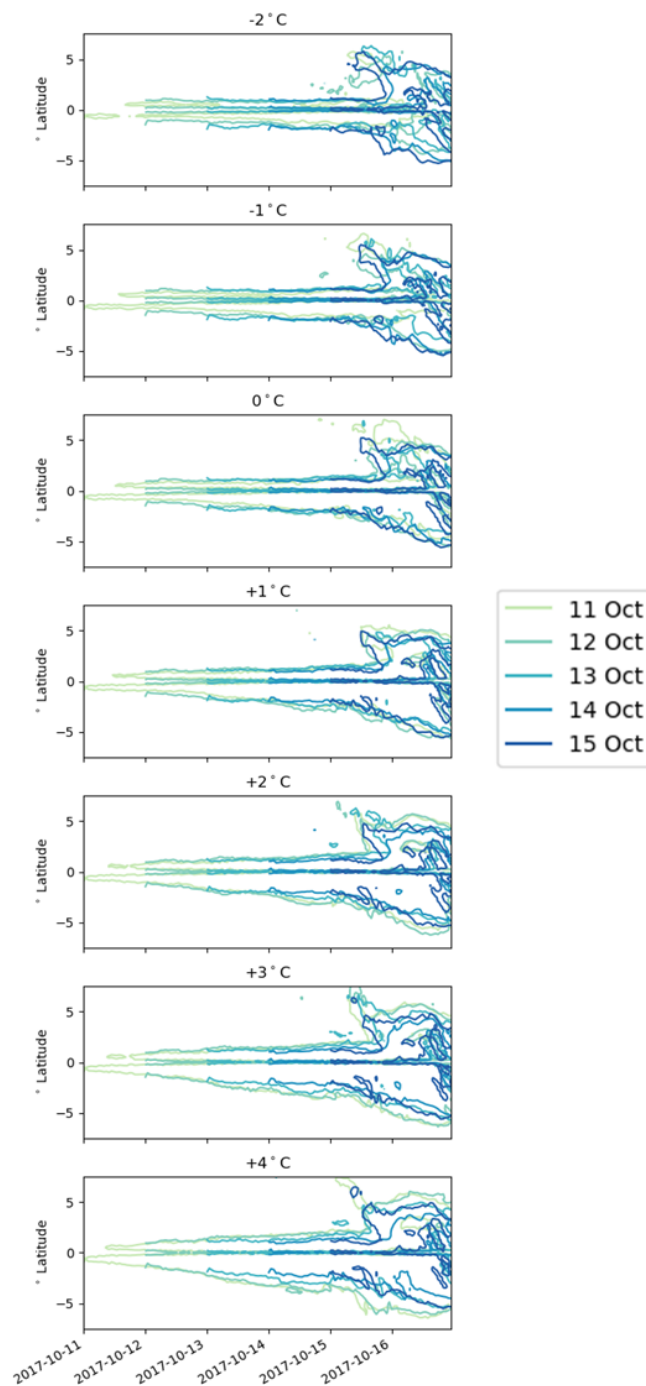 -2°C
5
0
-5
° Latitude
-1°C
5
0
-5
° Latitude
0°C
5
0
-5
° Latitude
+1°C
5
0
-5
° Latitude
11 Oct
12 Oct
13 Oct
14 Oct
15 Oct
+2°C
5
0
-5
° Latitude
+3°C
5
0
-5
° Latitude
+4°C
5
0
-5
° Latitude
2017-10-11
2017-10-12
2017-10-13
2017-10-14
2017-10-15
2017-10-16